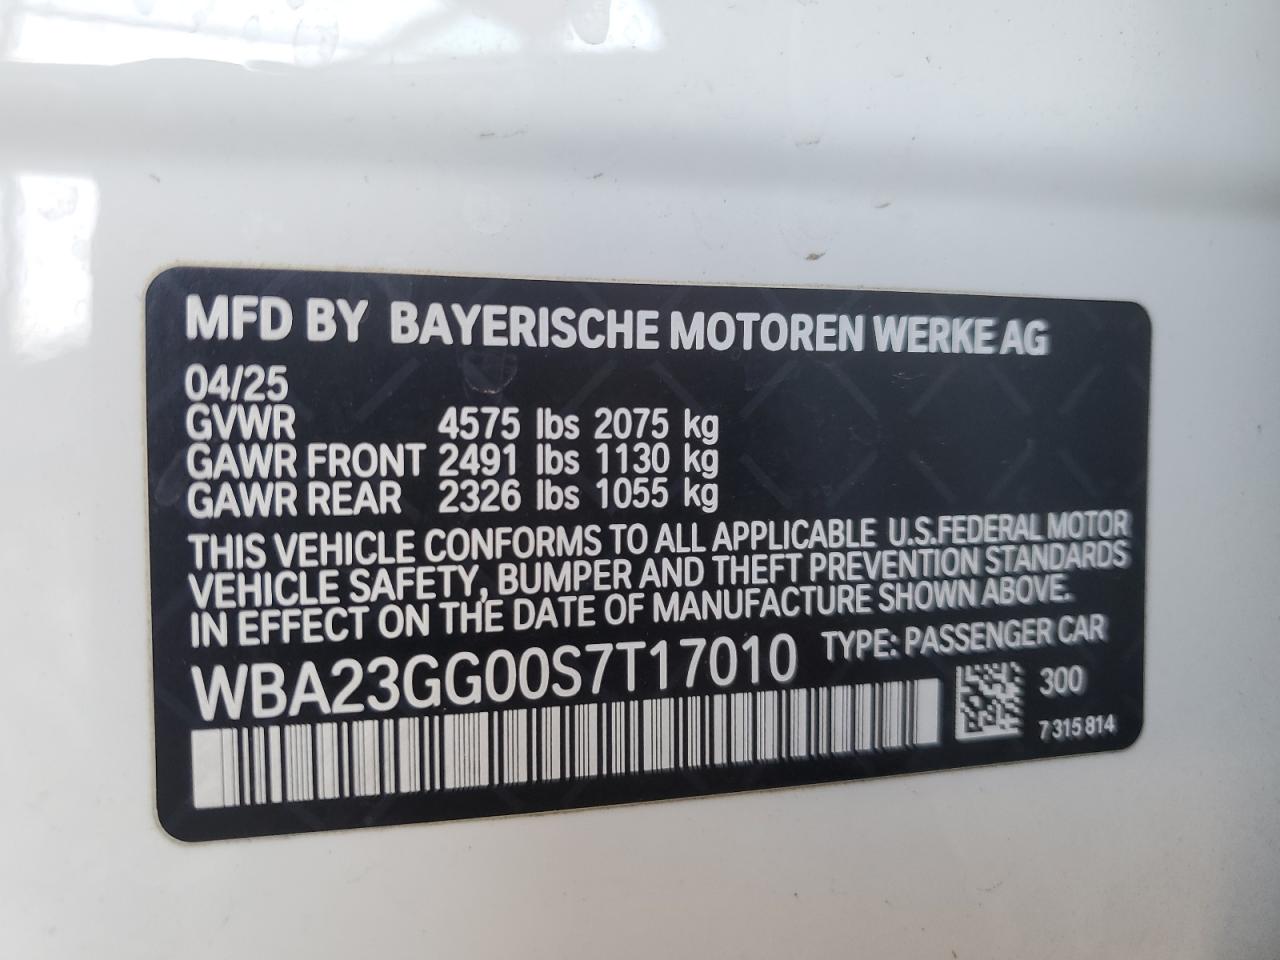 MFD BY BAYERISCHE MOTOREN WERKE AG
04/25
GVWR 4575 lbs 2075 kg
GAWR FRONT 2491 lbs 1130 kg
GAWR REAR 2326 lbs 1055 kg
THIS VEHICLE CONFORMS TO ALL APPLICABLE U.S.FEDERAL MOTOR
VEHICLE SAFETY, BUMPER AND THEFT PREVENTION STANDARDS
IN EFFECT ON THE DATE OF MANUFACTURE SHOWN ABOVE.
WBA23GG00S7T17010 TYPE: PASSENGER CAR
300
7 315 814